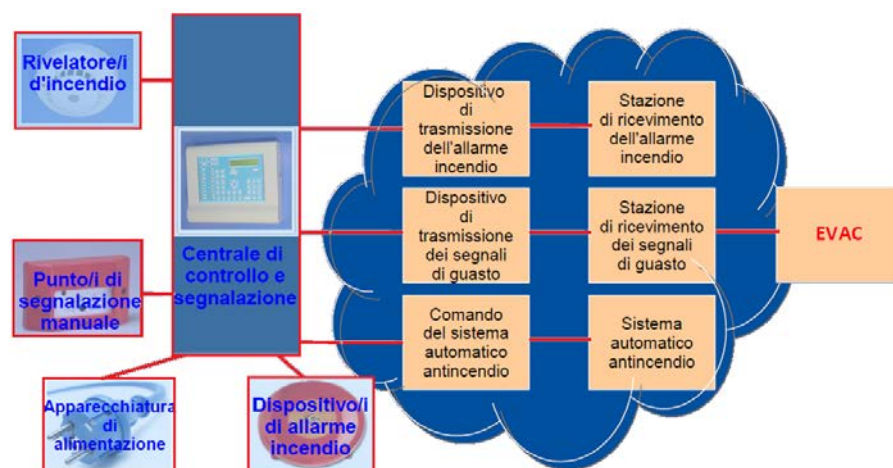 Rivelatore/i
d'incendio
Centrale di
controllo e
segnalazione
Punto/i di
segnalazione
manuale
Apparecchiatura
di
alimentazione
Dispositivo/i
di allarme
incendio
Dispositivo
di
trasmissione
dell'allarme
incendio
Stazione
di ricevimento
dell'allarme
incendio
Dispositivo
di
trasmissione
dei segnali
di guasto
Stazione
di ricevimento
dei segnali
di guasto
EVAC
Comando
del sistema
automatico
antincendio
Sistema
automatico
antincendio